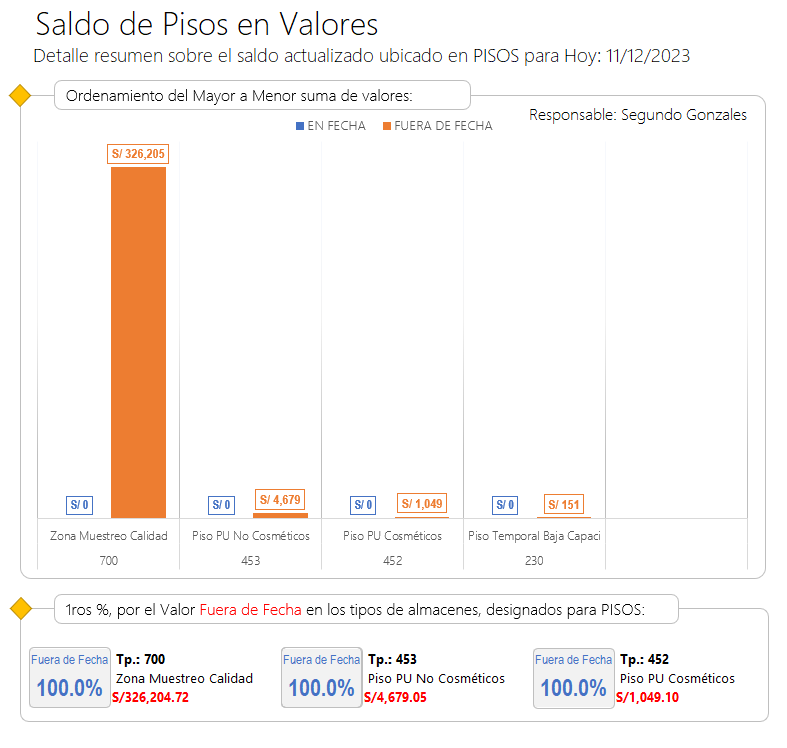 Saldo de Pisos en Valores
Detalle resumen sobre el saldo actualizado ubicado en PISOS para Hoy: 11/12/2023
Ordenamiento del Mayor a Menor suma de valores:
Responsable: Segundo Gonzales
EN FECHA FUERA DE FECHA
S/ 326,205
S/ 0 S/ 0 S/ 4,679 S/ 0 S/ 1,049 S/ 0 S/ 151
Zona Muestreo Calidad Piso PU No Cosméticos Piso PU Cosméticos Piso Temporal Baja Capaci
700 453 452 230
1ros %, por el Valor Fuera de Fecha en los tipos de almacenes, designados para PISOS:
Fuera de Fecha Tp.: 700 Fuera de Fecha Tp.: 453 Fuera de Fecha Tp.: 452
100.0% Zona Muestreo Calidad 100.0% Piso PU No Cosméticos 100.0% Piso PU Cosméticos
S/326,204.72 S/4,679.05 S/1,049.10